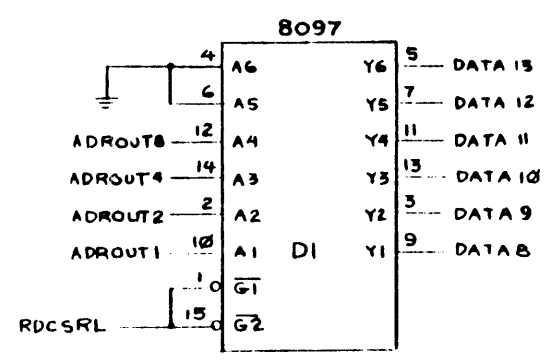 8097
4 A6 Y6 5 DATA 13
6 A5 Y5 7 DATA 12
ADROUT8 12 A4 Y4 11 DATA 11
ADROUT4 14 A3 Y3 13 DATA 10
ADROUT2 2 A2 Y2 3 DATA 9
ADROUT1 10 A1 D1 Y1 9 DATA 8
1 G1
RDCSRL 15 G2